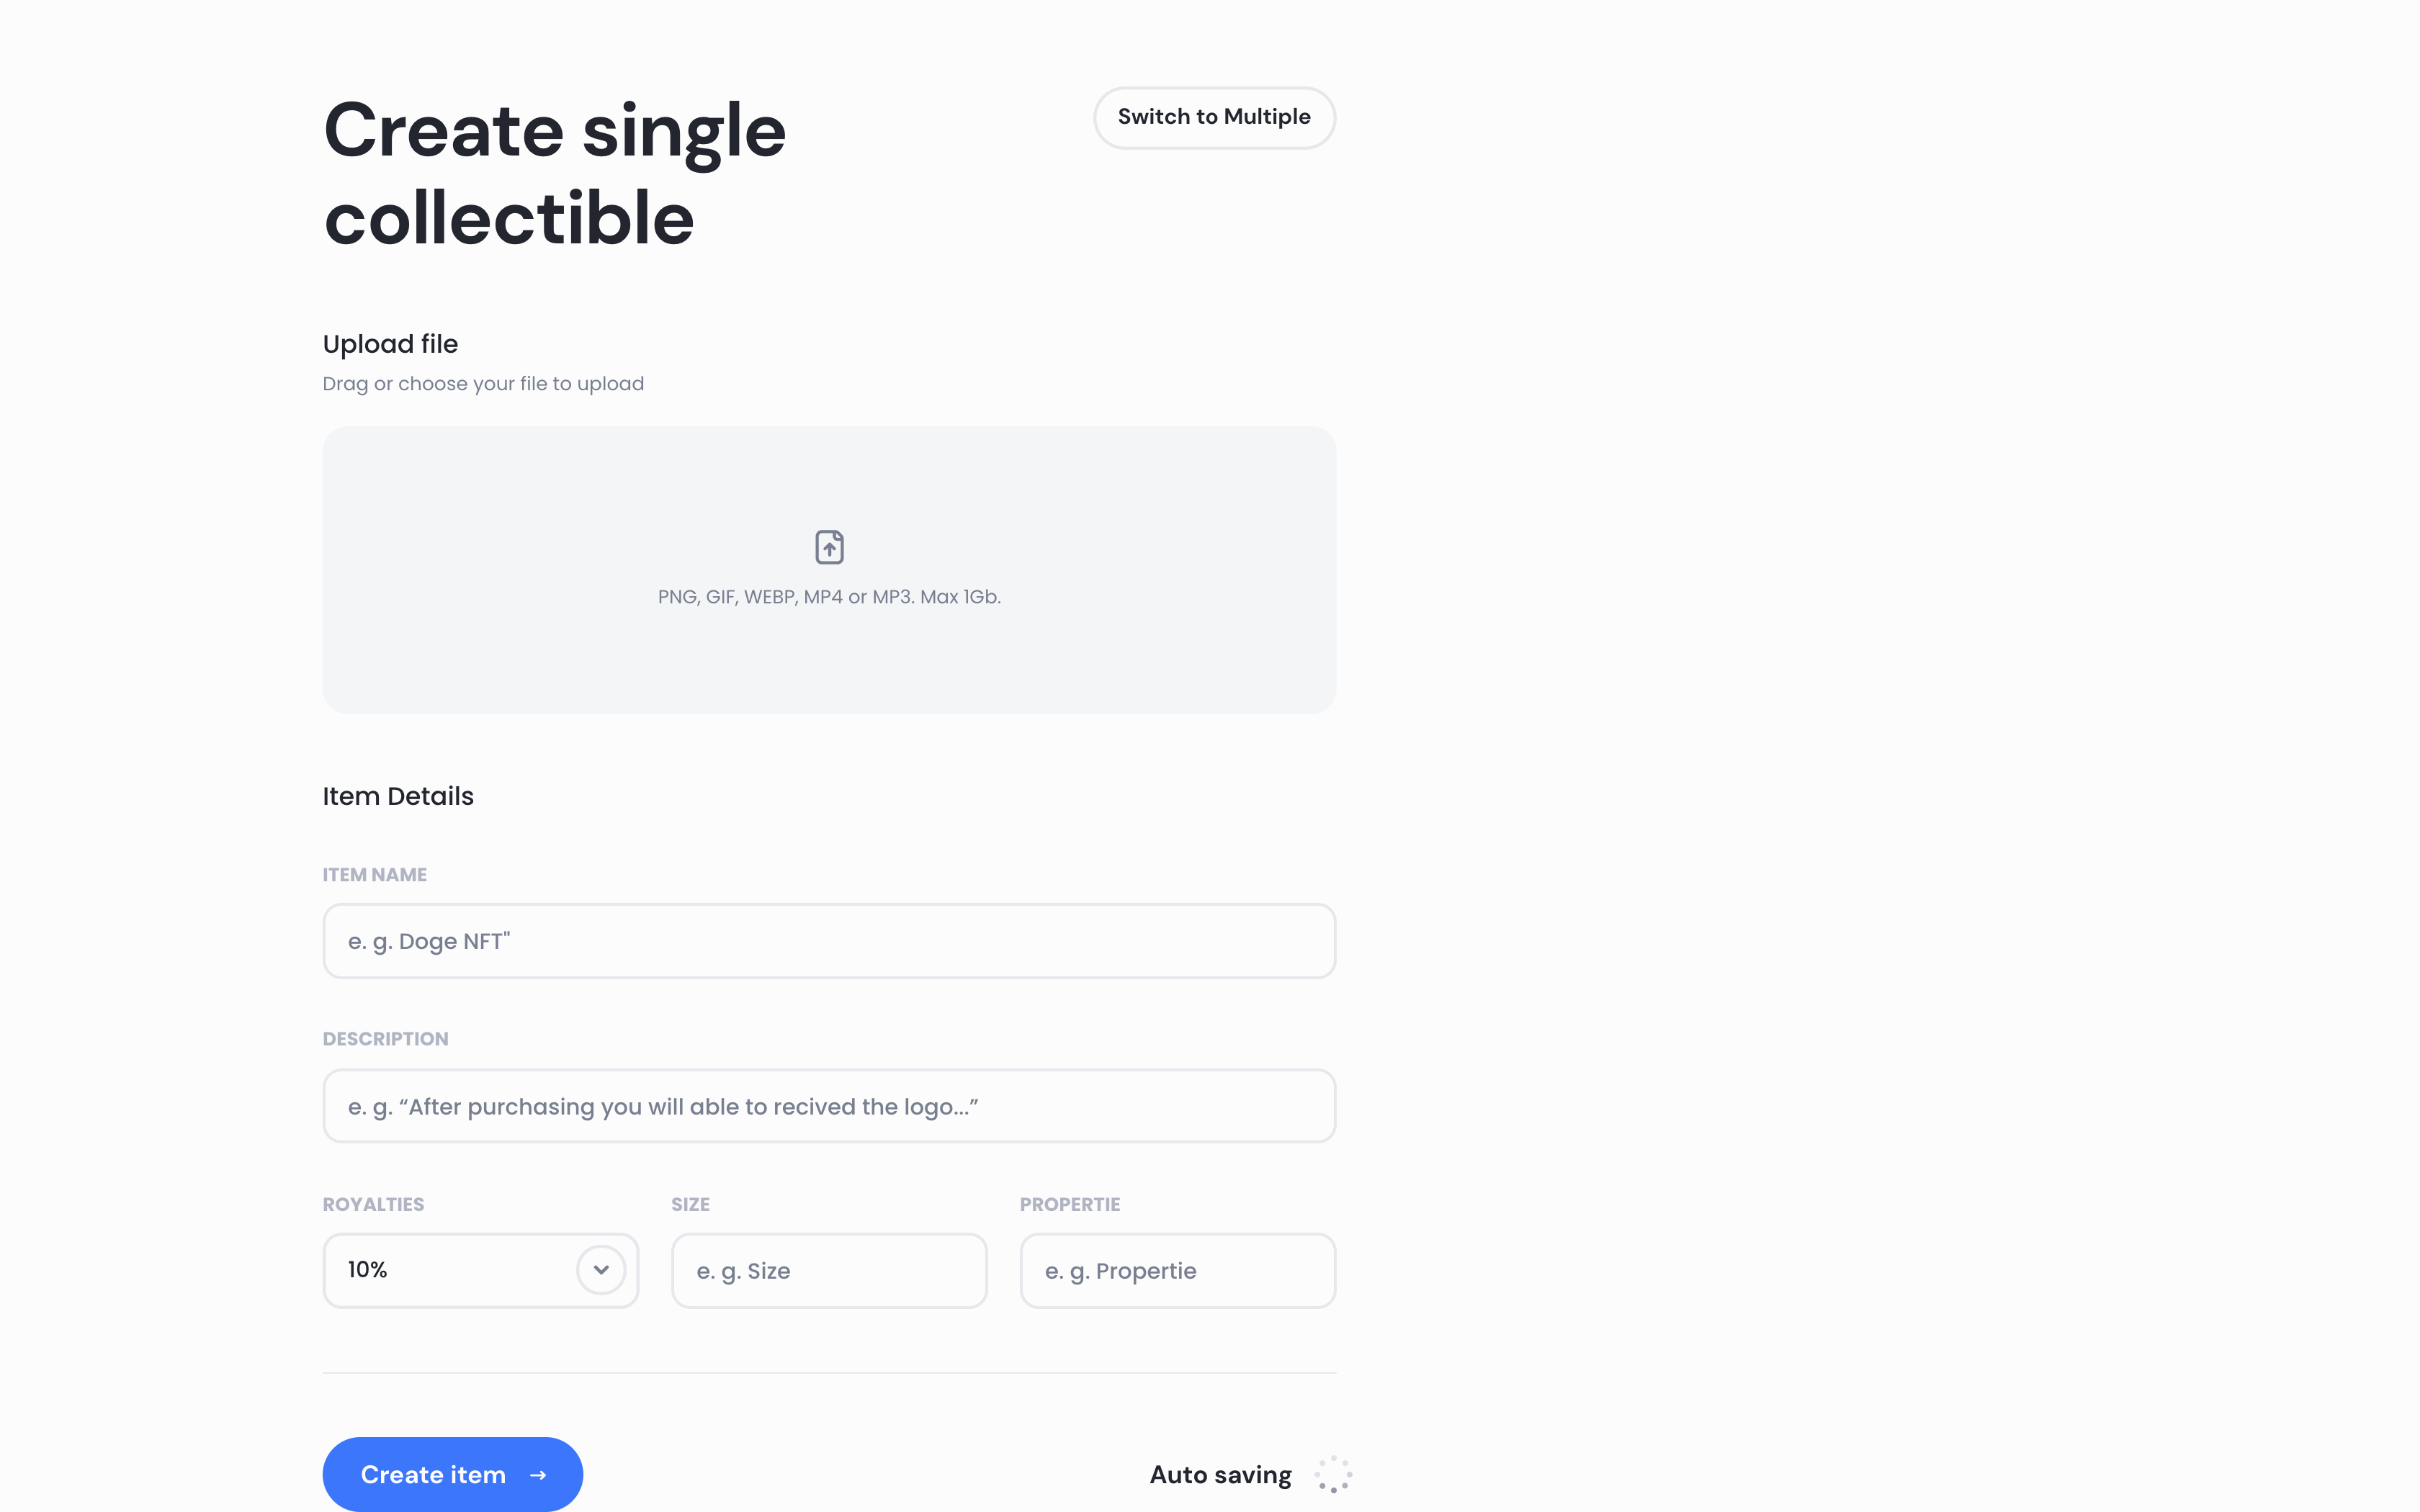 Create single
collectible
Switch to Multiple
Upload file
Drag or choose your file to upload
PNG, GIF, WEBP, MP4 or MP3. Max 1Gb.
Item Details
ITEM NAME
e. g. Doge NFT"
DESCRIPTION
e. g. “After purchasing you will able to recived the logo...”
ROYALTIES SIZE PROPERTIE
10% e. g. Size e. g. Propertie
Create item → Auto saving